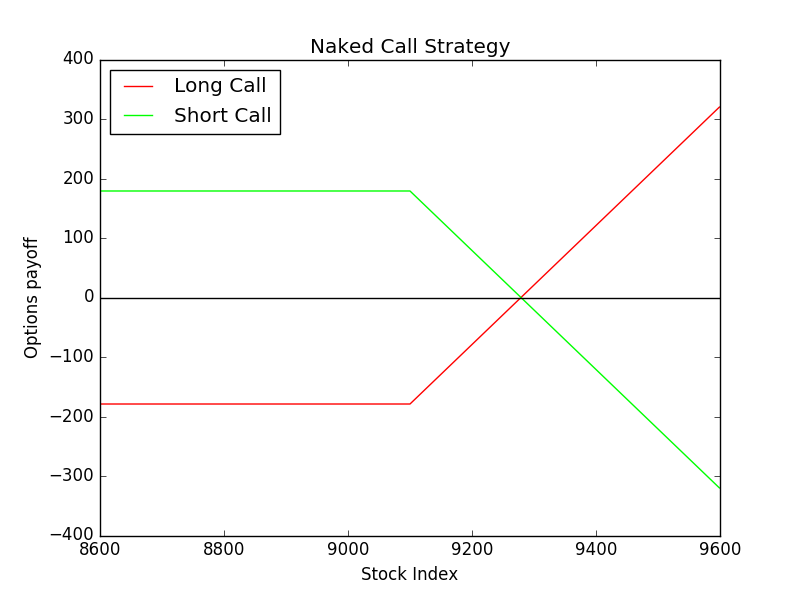 Naked Call Strategy
Long Call
Short Call
400
300
200
100
0
−100
−200
−300
−400
Options payoff
8600 8800 9000 9200 9400 9600
Stock Index